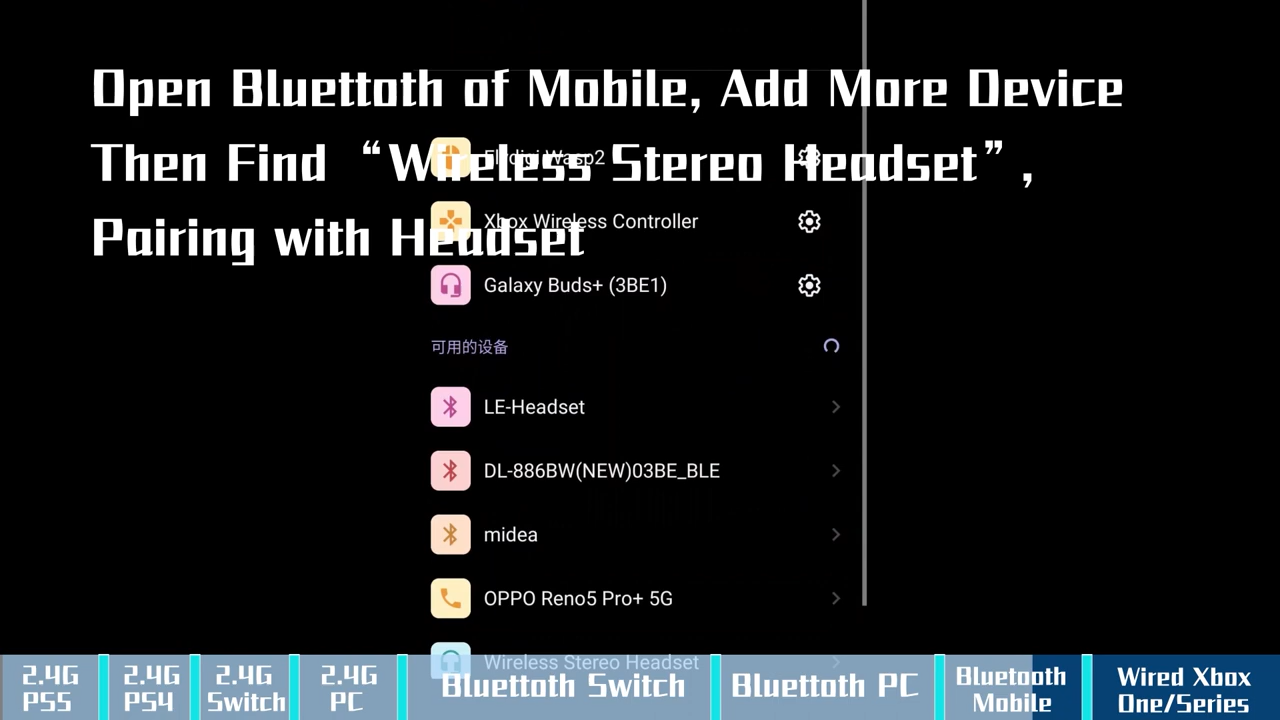 Open Bluettoth of Mobile, Add More Device
Then Find “Wireless Stereo Headset”,
Pairing with Headset
Flydigi Wasp2
Xbox Wireless Controller
Galaxy Buds+ (3BE1)
可用的设备
LE-Headset
DL-886BW(NEW)03BE_BLE
midea
OPPO Reno5 Pro+ 5G
Wireless Stereo Headset
2.4G PS5
2.4G PS4
2.4G Switch
2.4G PC
Bluettoth Switch
Bluettoth PC
Bluetooth Mobile
Wired Xbox One/Series